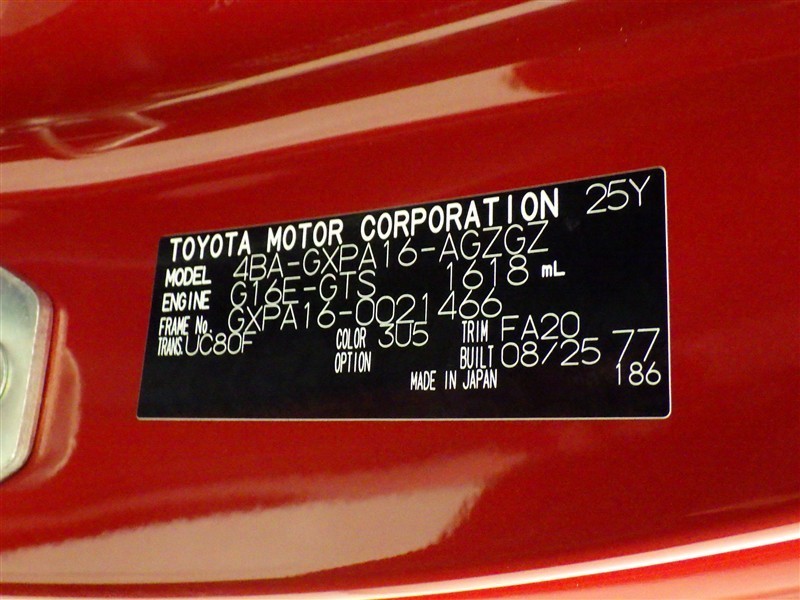 TOYOTA MOTOR CORPORATION 25Y
MODEL 4BA-GXPA16-AGZGZ
ENGINE G16E-GTS 1618 mL
FRAME No. GXPA16-0021466
TRANS. UC80F COLOR 3U5 TRIM FA20
OPTION BUILT 08/25 77
MADE IN JAPAN 186